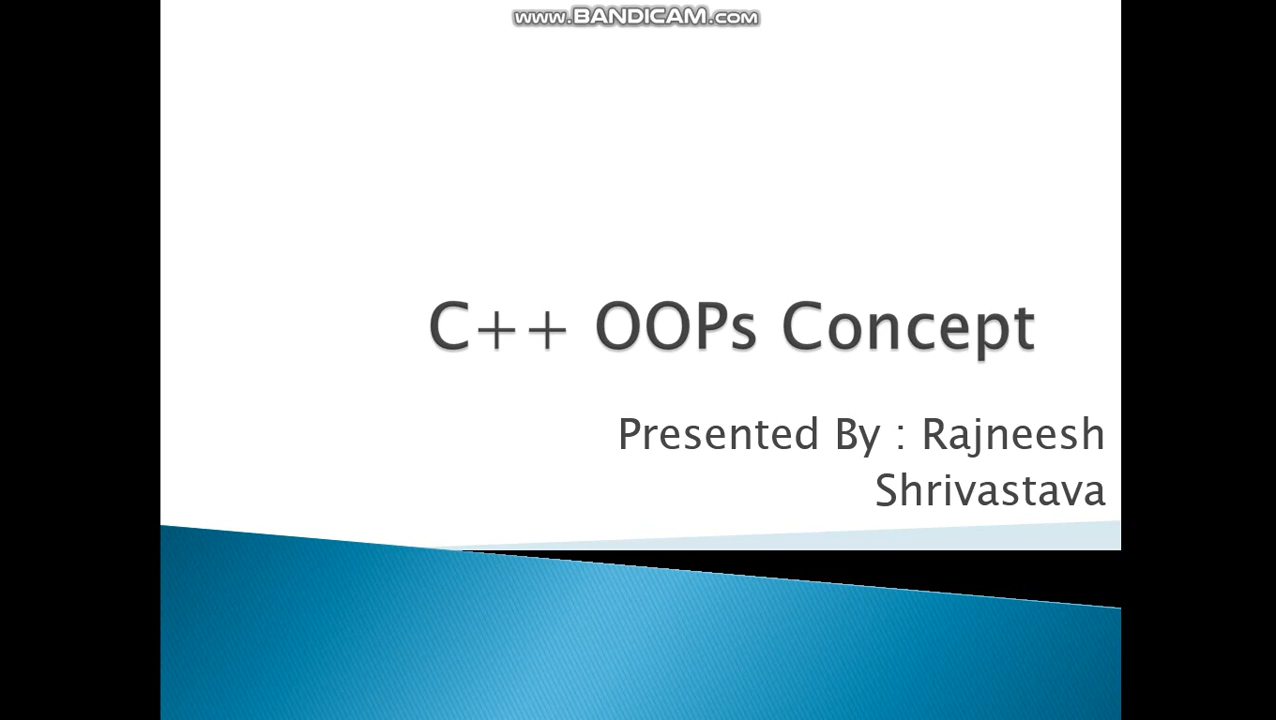 www.BANDICAM.com
C++ OOPs Concept
Presented By : Rajneesh
Shrivastava